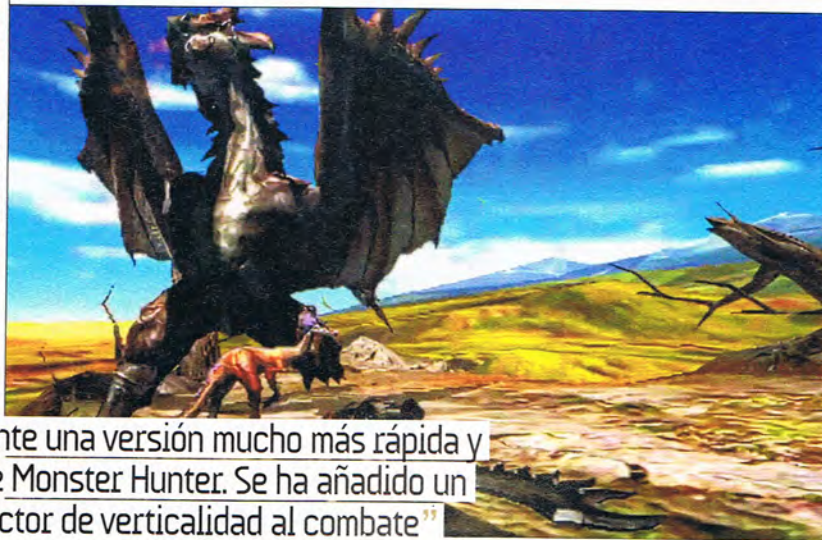 nte una versión mucho más rápida y
e Monster Hunter. Se ha añadido un
ctor de verticalidad al combate”